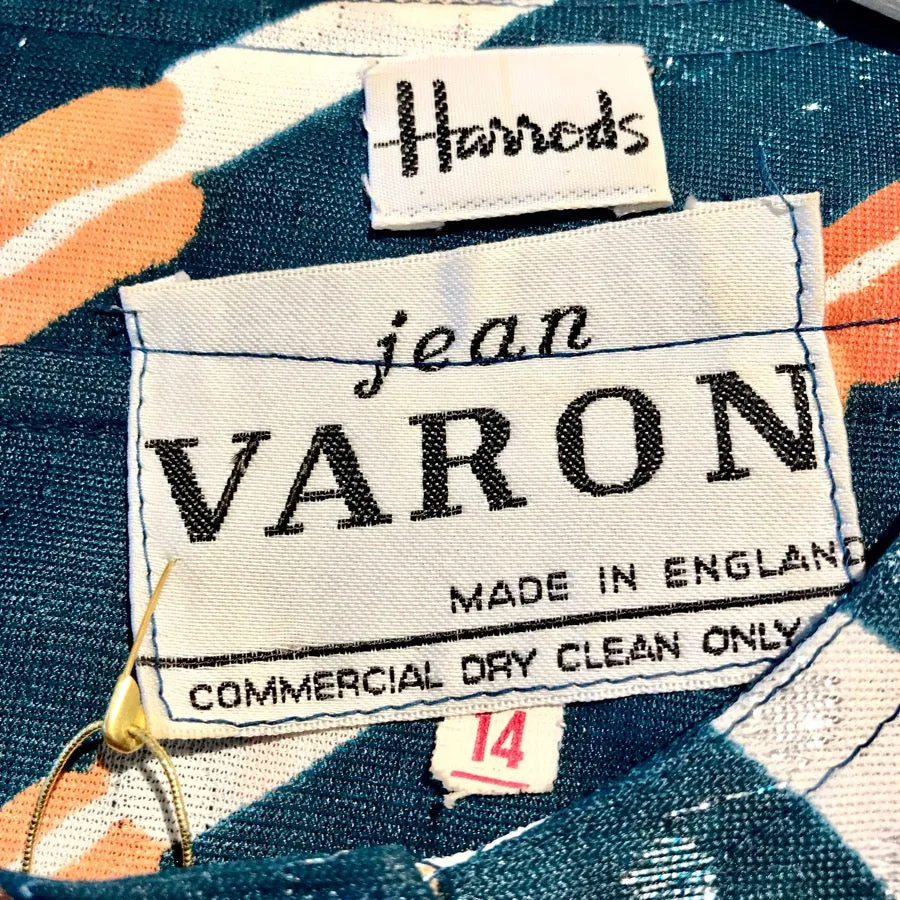 Harrods
jean
VARON
MADE IN ENGLAND
COMMERCIAL DRY CLEAN ONLY
14